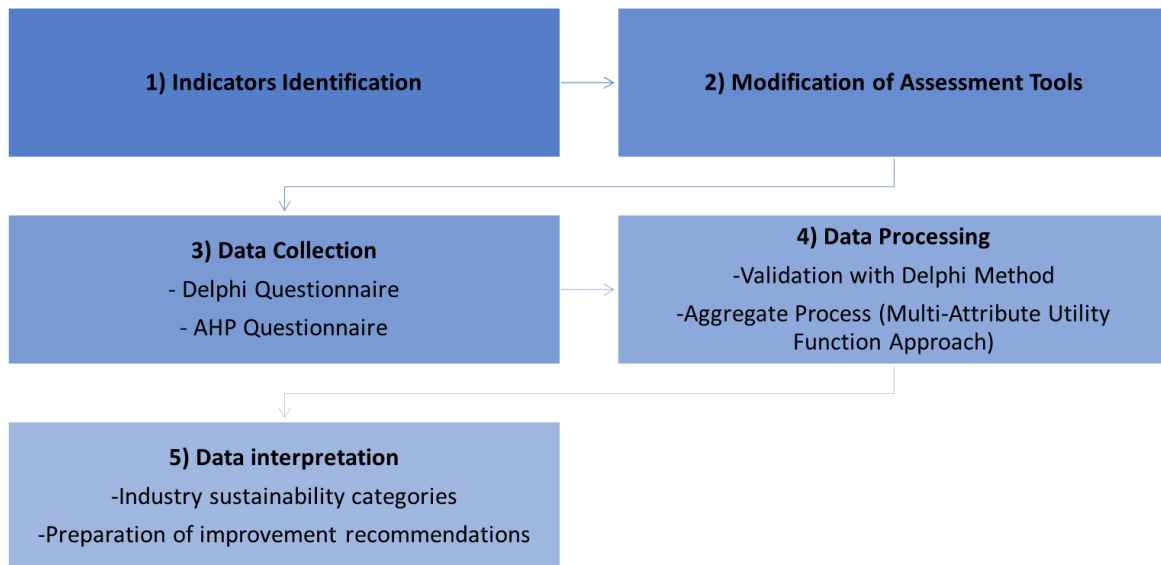 1) Indicators Identification
2) Modification of Assessment Tools
3) Data Collection
- Delphi Questionnaire
- AHP Questionnaire
4) Data Processing
-Validation with Delphi Method
-Aggregate Process (Multi-Attribute Utility
Function Approach)
5) Data interpretation
-Industry sustainability categories
-Preparation of improvement recommendations